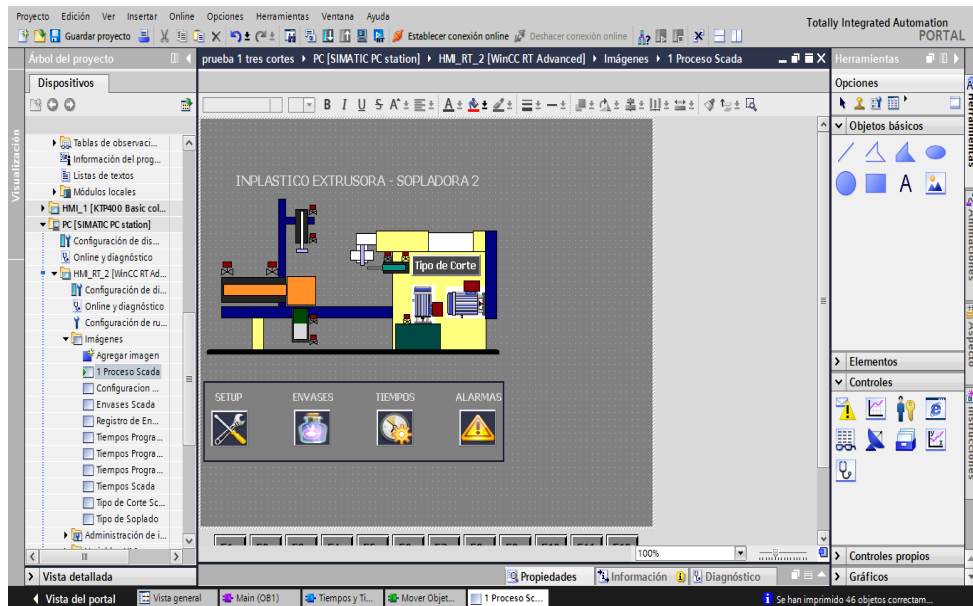 Proyecto Edición Ver Insertar Online Opciones Herramientas Ventana Ayuda
Totally Integrated Automation
PORTAL
Guardar proyecto
Establecer conexión online
Deshacer conexión online
Árbol del proyecto
prueba 1 tres cortes PC [SIMATIC PC station] HMI_RT_2 [WinCC RT Advanced] Imágenes 1 Proceso Scada
Herramientas
Dispositivos
Opciones
Visualización
Tablas de observaci...
Información del prog...
Listas de textos
Módulos locales
HMI_1 [KTP400 Basic col...
PC [SIMATIC PC station]
Configuración de dis...
Online y diagnóstico
HMI_RT_2 [WinCC RT Ad...
Configuración de di...
Online y diagnóstico
Configuración de ru...
Imágenes
Agregar imagen
1 Proceso Scada
Configuracion ...
Envases Scada
Registro de En...
Tiempos Progra...
Tiempos Progra...
Tiempos Progra...
Tiempos Scada
Tipo de Corte Sc...
Tipo de Soplado
Administración de i...
Vista detallada
B I U S A
INPLASTICO EXTRUSORA - SOPLADORA 2
Tipo de Corte
SETUP ENVASES TIEMPOS ALARMAS
100%
Propiedades Información Diagnóstico
Objetos básicos
A
Elementos
Controles
Controles propios
Gráficos
Herramientas
Animaciones
Aspecto
Instrucciones
Vista del portal Vista general Main (OB1) Tiempos y Ti... Mover Objet... 1 Proceso Sc... Se han imprimido 46 objetos correctam...